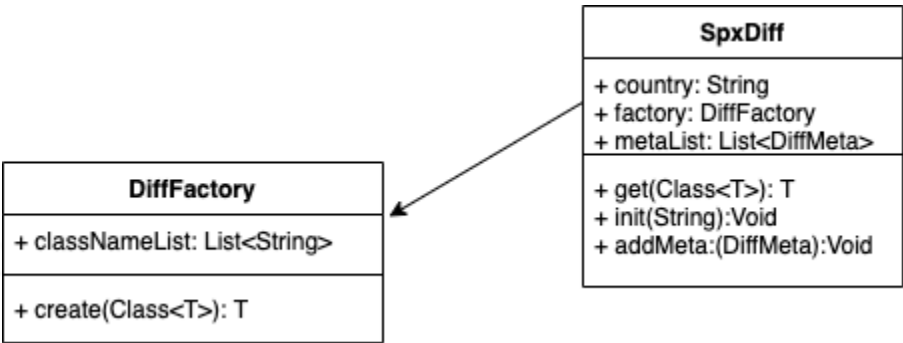 SpxDiff
+ country: String
+ factory: DiffFactory
+ metaList: List<DiffMeta>
+ get(Class<T>): T
+ init(String):Void
+ addMeta:(DiffMeta):Void
DiffFactory
+ classNameList: List<String>
+ create(Class<T>): T